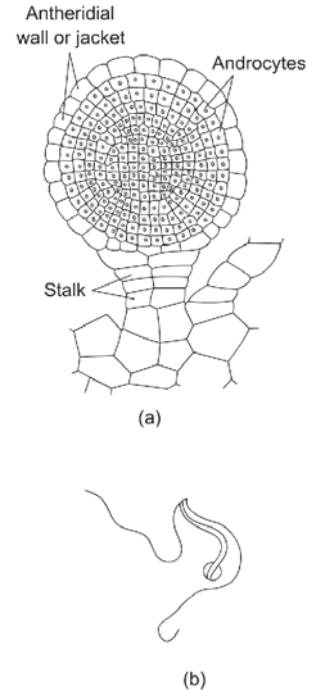 Antheridial
wall or jacket
Androcytes
Stalk
(a)
(b)